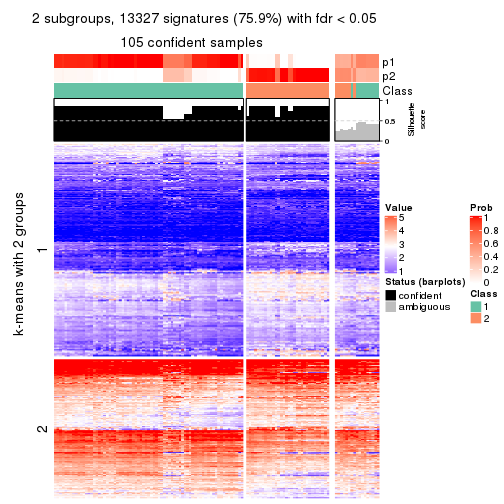 2 subgroups, 13327 signatures (75.9%) with fdr < 0.05
105 confident samples
p1
p2
Class
1
0.5
0
Silhouette
score
k-means with 2 groups
1
2
Value
5
4
3
2
1
Status (barplots)
confident
ambiguous
Prob
1
0.8
0.6
0.4
0.2
0
Class
1
2